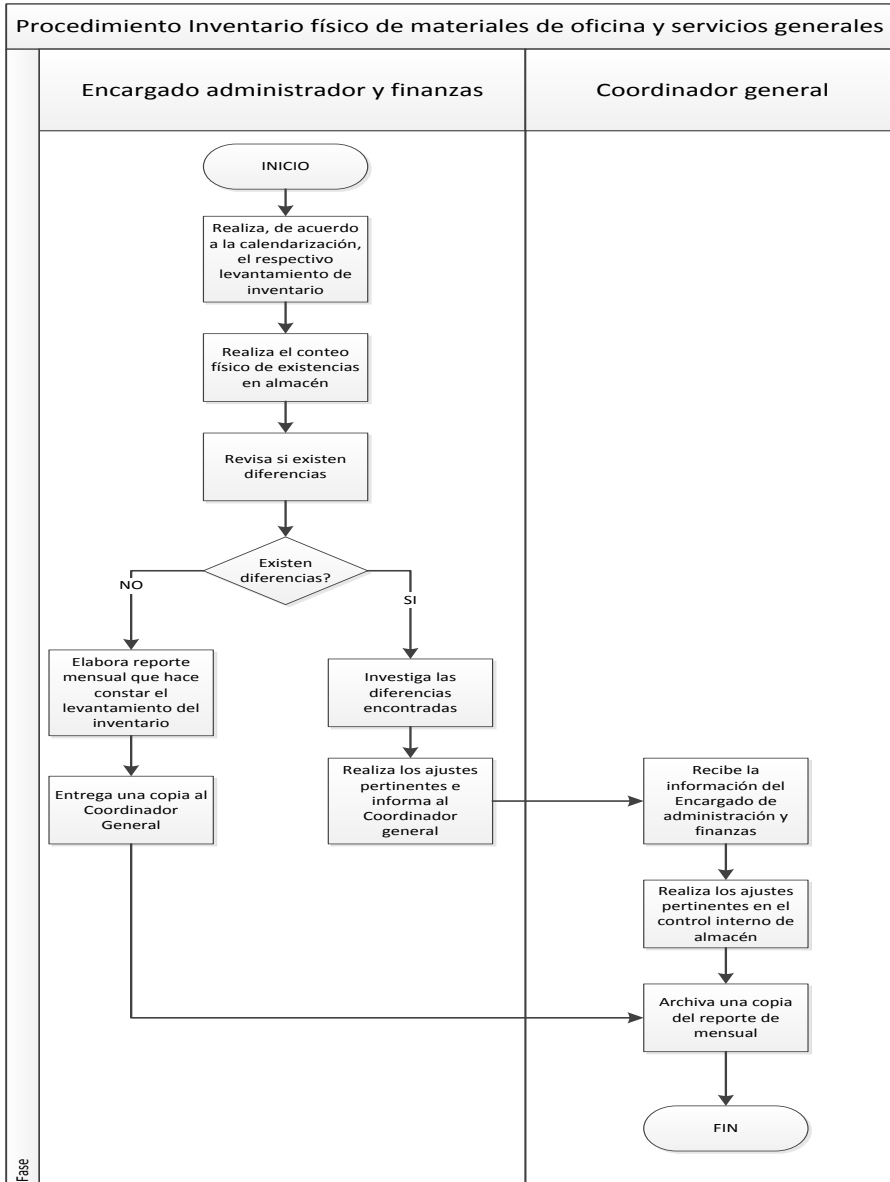 Procedimiento Inventario físico de materiales de oficina y servicios generales
Encargado administrador y finanzas
Coordinador general
INICIO
Realiza, de acuerdo
a la calendarización,
el respectivo
levantamiento de
inventario
Realiza el conteo
físico de existencias
en almacén
Revisa si existen
diferencias
Existen
diferencias?
NO
SI
Elabora reporte
mensual que hace
constar el
levantamiento del
inventario
Investiga las
diferencias
encontradas
Entrega una copia al
Coordinador
General
Realiza los ajustes
pertinentes e
informa al
Coordinador
general
Recibe la
información del
Encargado de
administración y
finanzas
Realiza los ajustes
pertinentes en el
control interno de
almacén
Archiva una copia
del reporte de
mensual
FIN
Fase